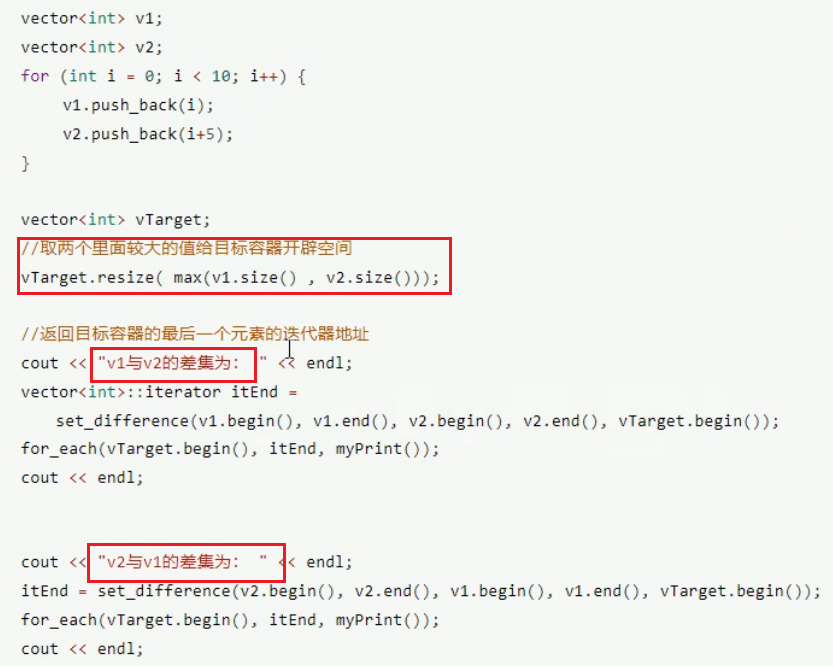 vector<int> v1;
vector<int> v2;
for (int i = 0; i < 10; i++) {
v1.push_back(i);
v2.push_back(i+5);
}
vector<int> vTarget;
//取两个里面较大的值给目标容器开辟空间
vTarget.resize( max(v1.size() , v2.size()));
//返回目标容器的最后一个元素的迭代器地址
cout << "v1与v2的差集为： " << endl;
vector<int>::iterator itEnd =
set_difference(v1.begin(), v1.end(), v2.begin(), v2.end(), vTarget.begin());
for_each(vTarget.begin(), itEnd, myPrint());
cout << endl;
cout << "v2与v1的差集为： " << endl;
itEnd = set_difference(v2.begin(), v2.end(), v1.begin(), v1.end(), vTarget.begin());
for_each(vTarget.begin(), itEnd, myPrint());
cout << endl;